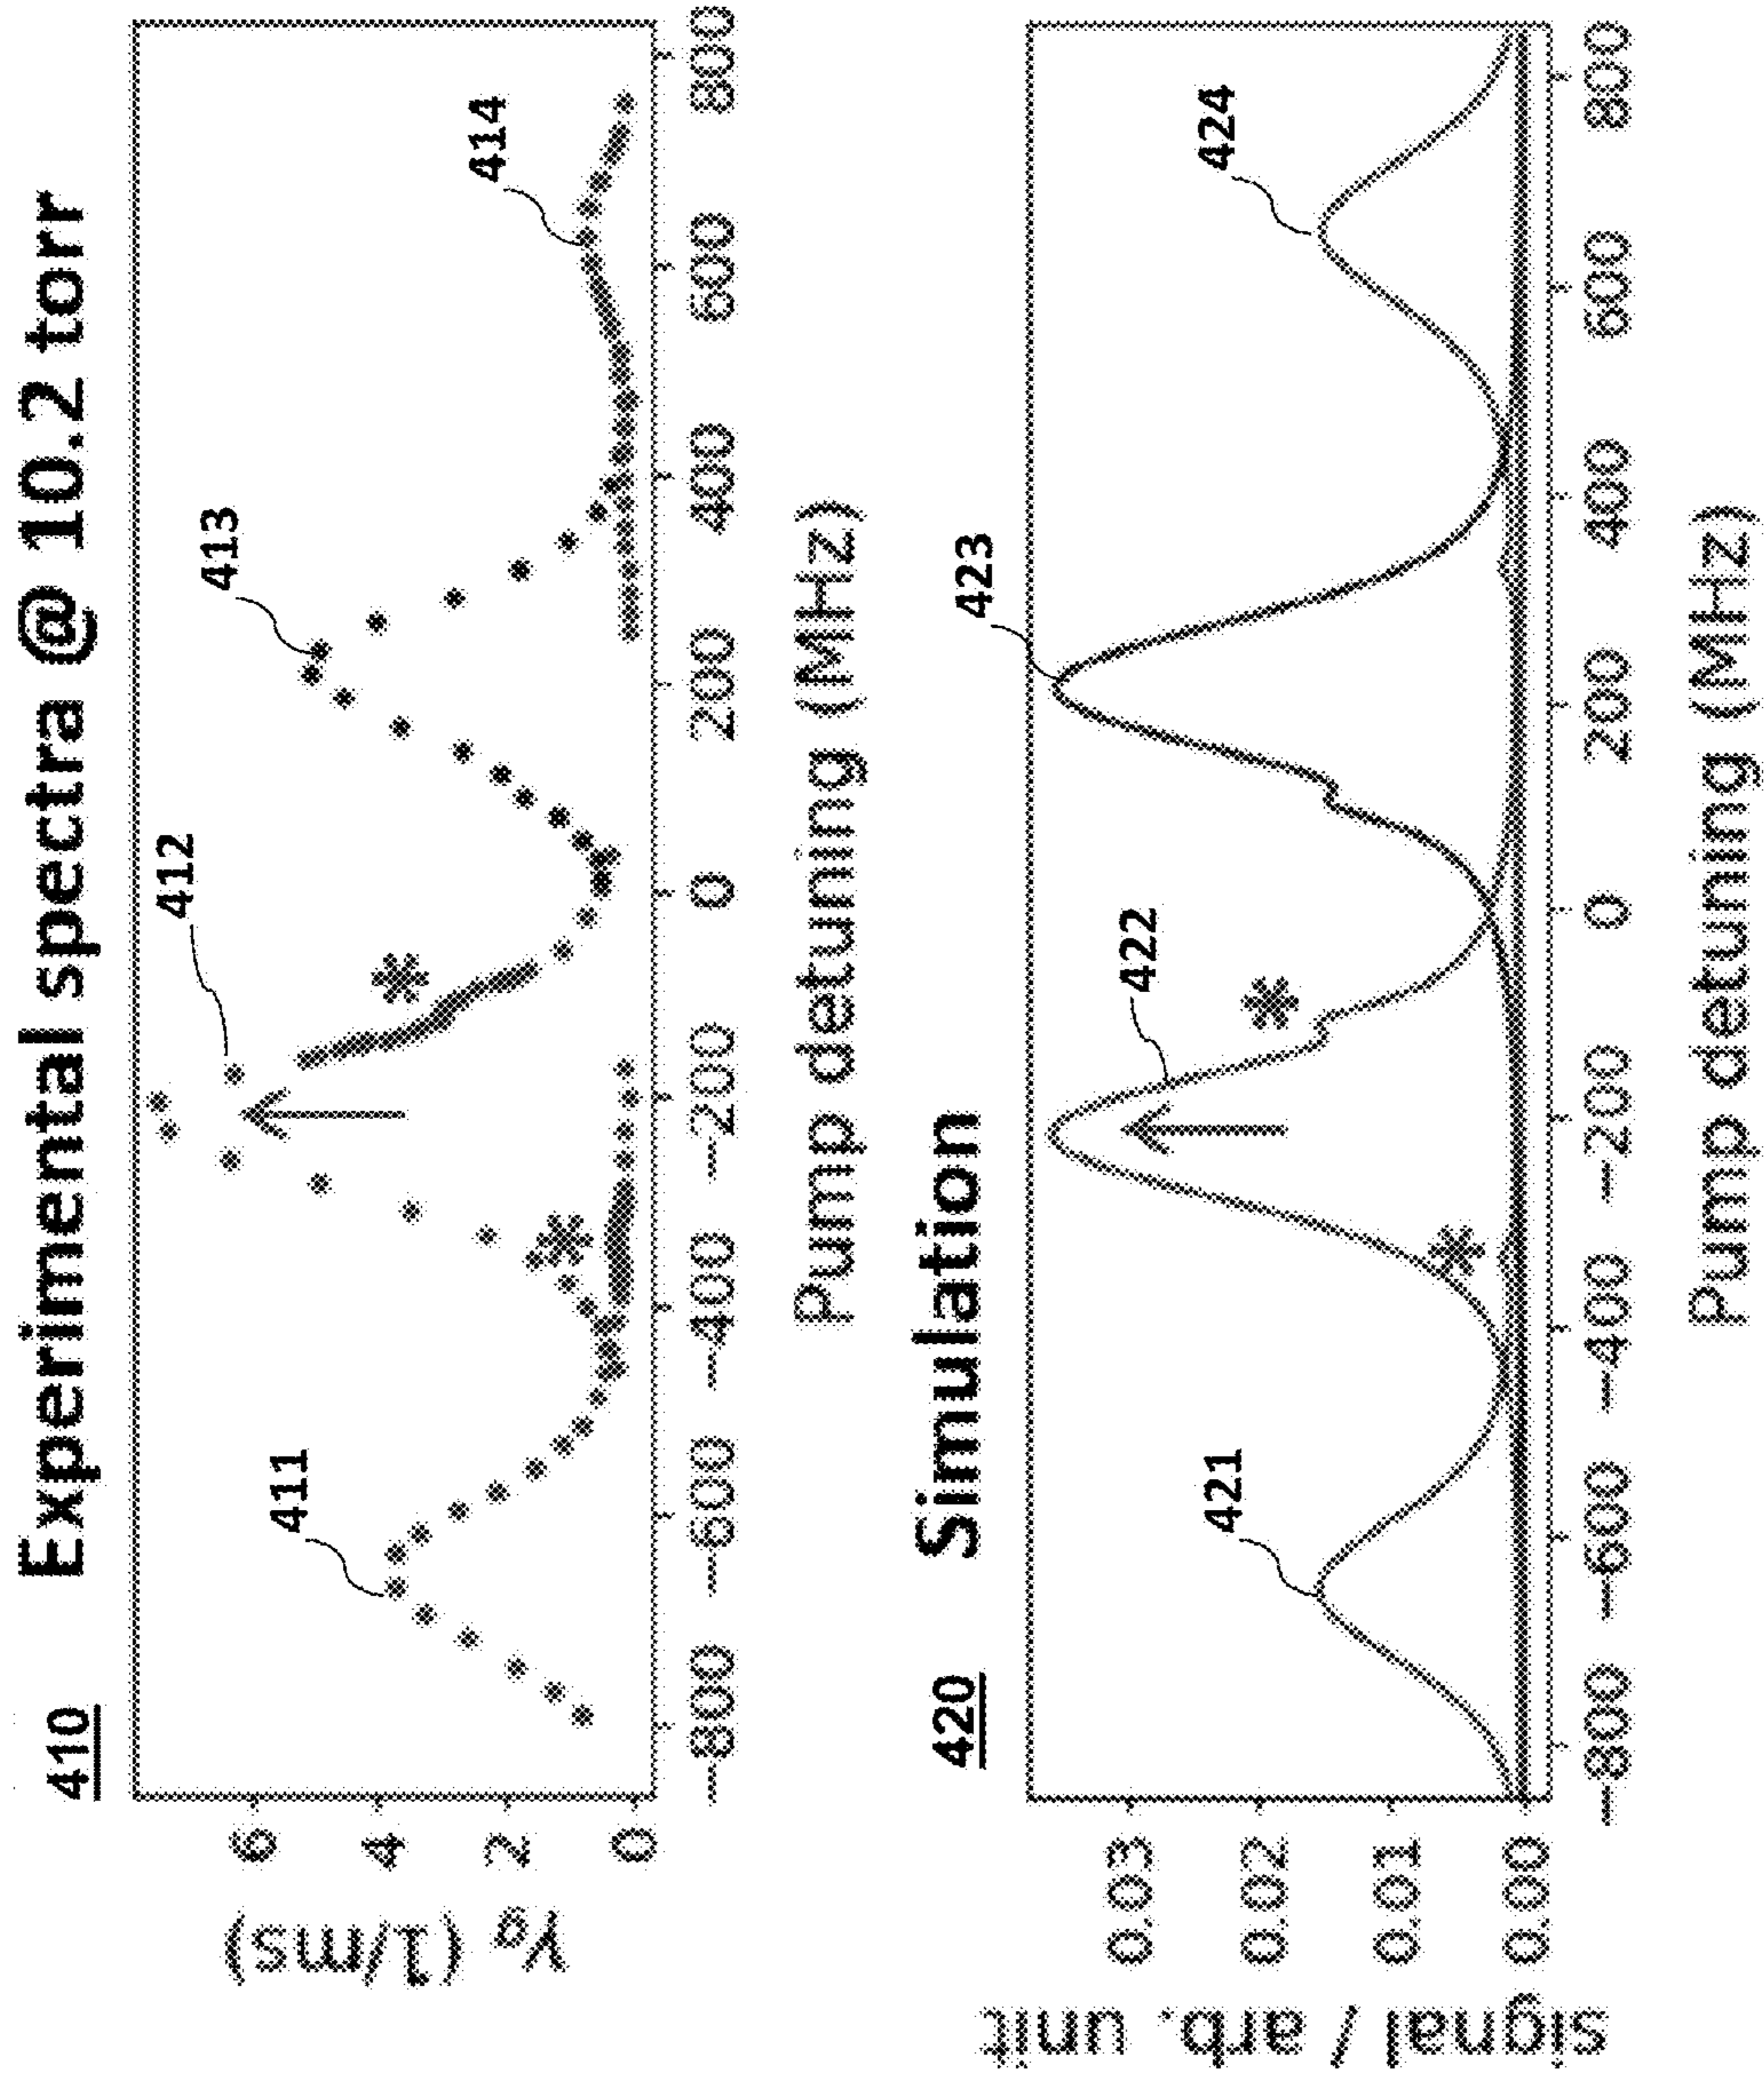 410 Experimental spectra @ 10.2 torr
γg (1/ms)
6
4
2
0
411
*
412
*
413
414
−800 −600 −400 −200 0 200 400 600 800
Pump detuning (MHz)
420 Simulation
signal / arb. unit
0.03
0.02
0.01
0.00
421
*
422
*
423
424
−800 −600 −400 −200 0 200 400 600 800
Pump detuning (MHz)